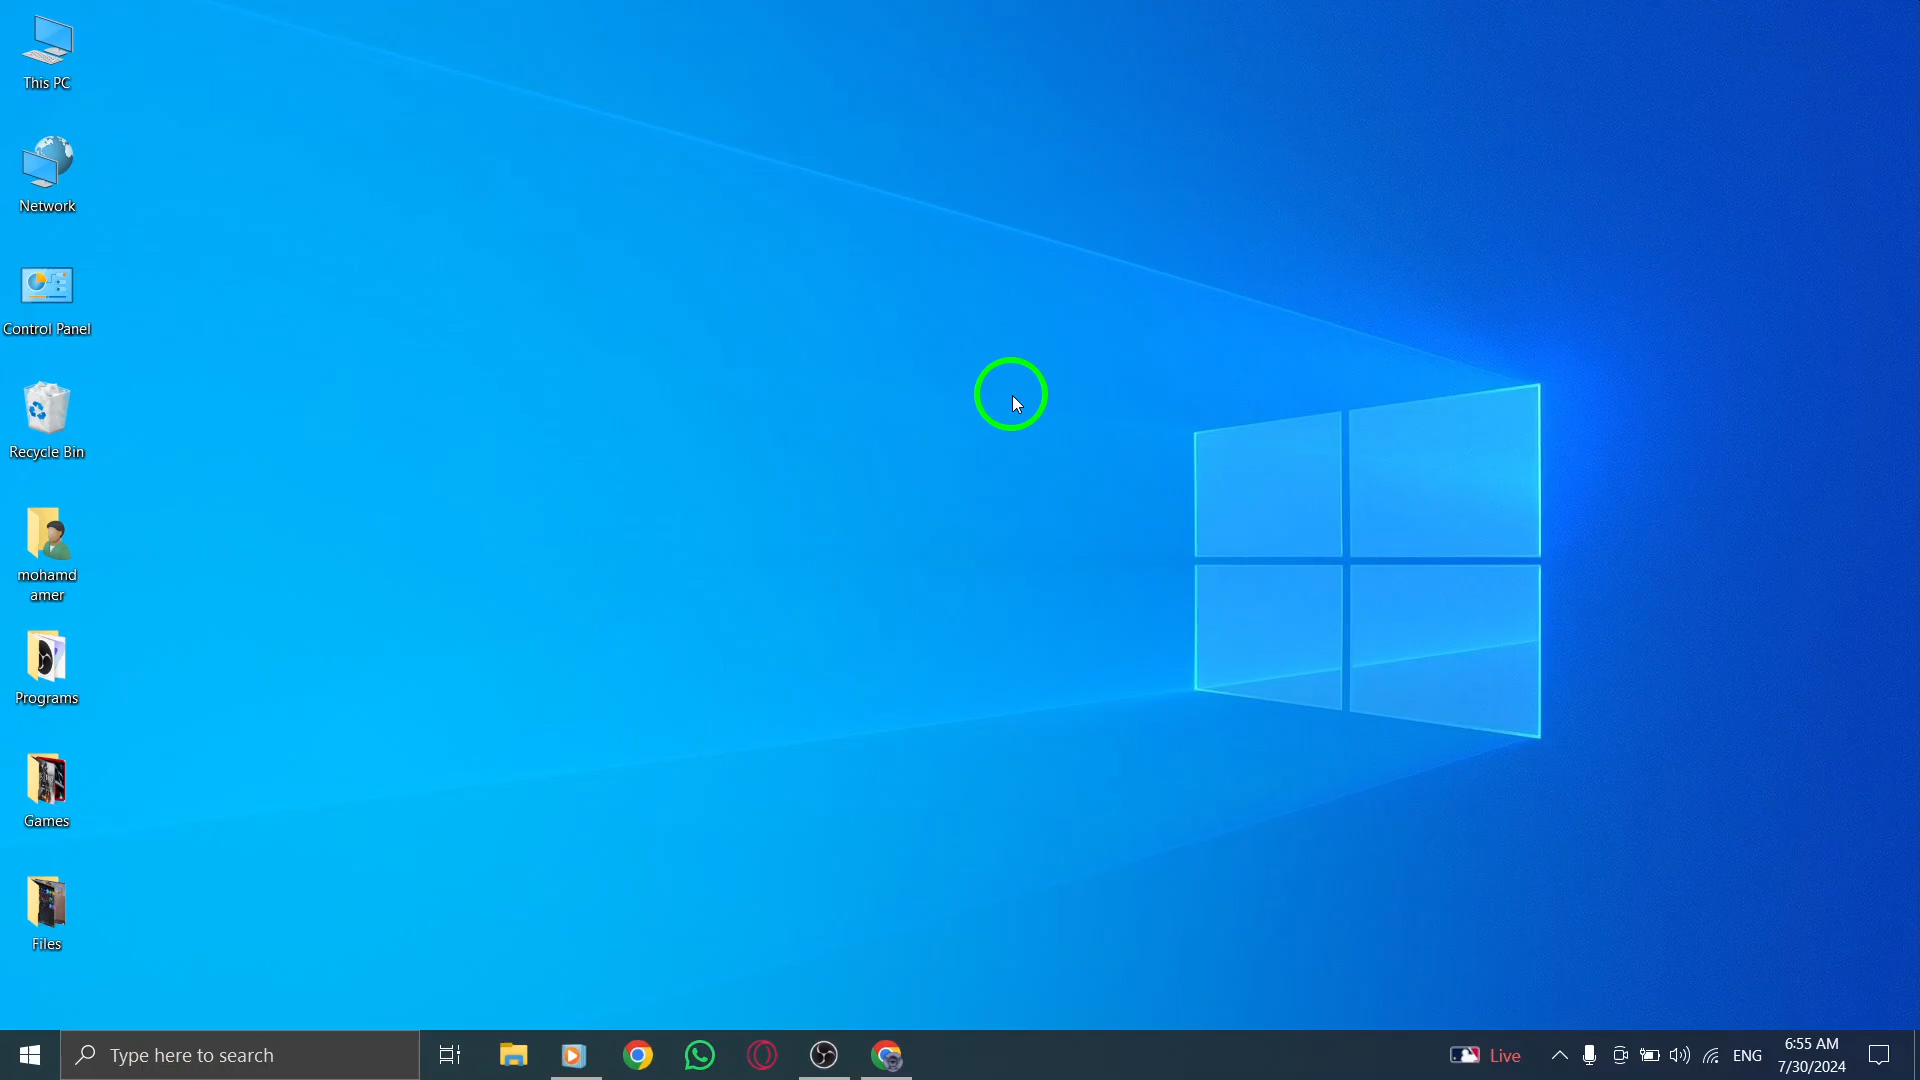 This PC
Network
Control Panel
Recycle Bin
mohamd
amer
Programs
Games
Files
Type here to search
Live
ENG
6:55 AM
7/30/2024